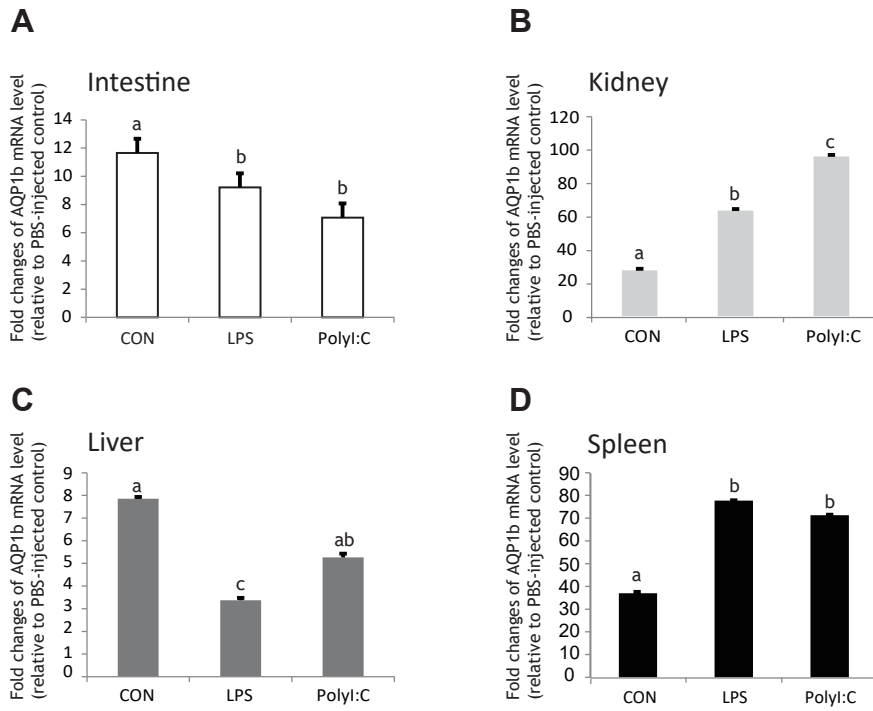 A
Intestine
Fold changes of AQP1b mRNA level
(relative to PBS-injected control)
14
12
10
8
6
4
2
0
a
b
b
CON
LPS
PolyI:C
B
Kidney
Fold changes of AQP1b mRNA level
(relative to PBS-injected control)
120
100
80
60
40
20
0
a
b
c
CON
LPS
PolyI:C
C
Liver
Fold changes of AQP1b mRNA level
(relative to PBS-injected control)
9
8
7
6
5
4
3
2
1
0
a
c
ab
CON
LPS
PolyI:C
D
Spleen
Fold changes of AQP1b mRNA level
(relative to PBS-injected control)
90
80
70
60
50
40
30
20
10
0
a
b
b
CON
LPS
PolyI:C